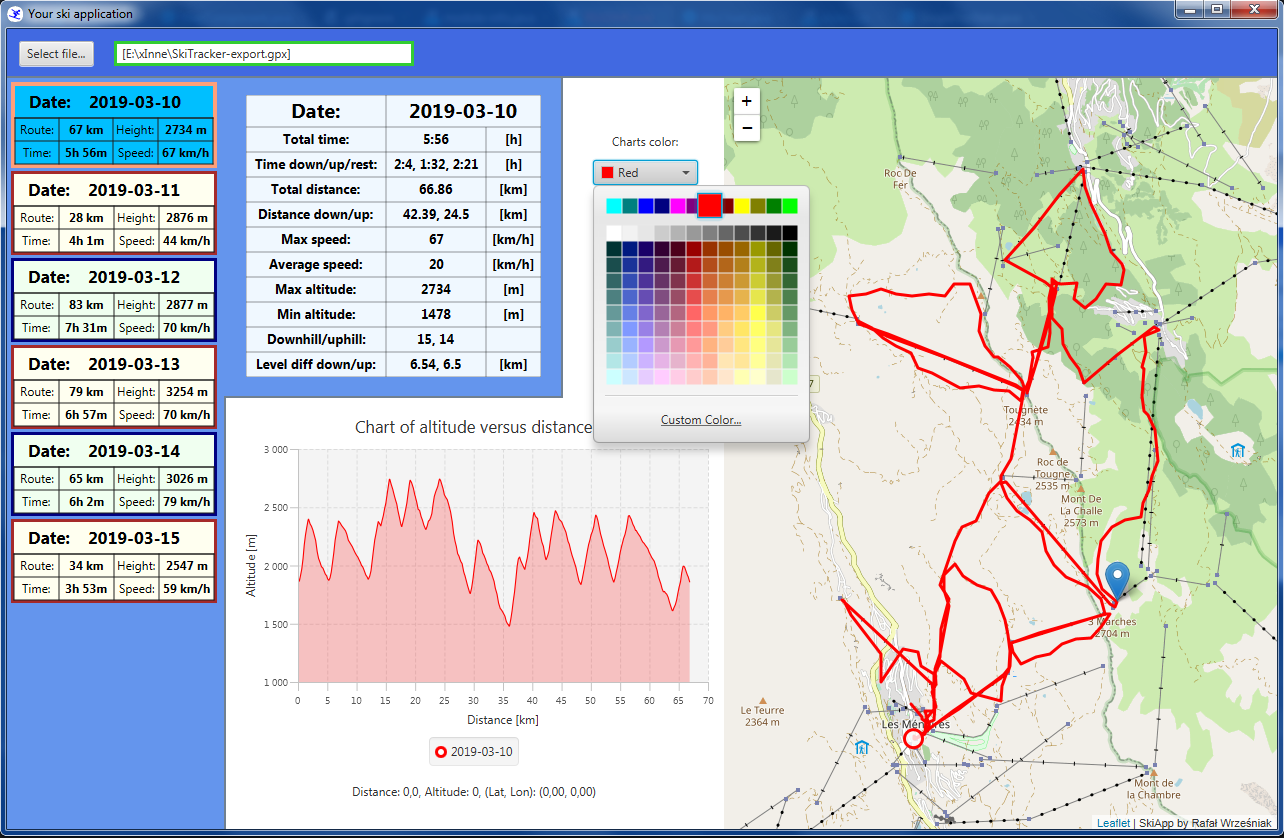 Your ski application
Select file...
[E:\xInne\SkiTracker-export.gpx]
Date: 2019-03-10
Route: 67 km Height: 2734 m
Time: 5h 56m Speed: 67 km/h
Date: 2019-03-11
Route: 28 km Height: 2876 m
Time: 4h 1m Speed: 44 km/h
Date: 2019-03-12
Route: 83 km Height: 2877 m
Time: 7h 31m Speed: 70 km/h
Date: 2019-03-13
Route: 79 km Height: 3254 m
Time: 6h 57m Speed: 70 km/h
Date: 2019-03-14
Route: 65 km Height: 3026 m
Time: 6h 2m Speed: 79 km/h
Date: 2019-03-15
Route: 34 km Height: 2547 m
Time: 3h 53m Speed: 59 km/h
Date: 2019-03-10
Total time: 5:56 [h]
Time down/up/rest: 2:4, 1:32, 2:21 [h]
Total distance: 66.86 [km]
Distance down/up: 42.39, 24.5 [km]
Max speed: 67 [km/h]
Average speed: 20 [km/h]
Max altitude: 2734 [m]
Min altitude: 1478 [m]
Downhill/uphill: 15, 14
Level diff down/up: 6.54, 6.5 [km]
Charts color:
Red
Custom Color...
Chart of altitude versus distance
Altitude [m]
3 000
2 500
2 000
1 500
1 000
0 5 10 15 20 25 30 35 40 45 50 55 60 65 70
Distance [km]
2019-03-10
Distance: 0,0, Altitude: 0, (Lat, Lon): (0,00, 0,00)
+
−
Roc De
Fer
7
Tougnete
2434 m
Roc de
Tougne
2535 m
Mont De
La Challe
2573 m
3 Marches
2704 m
Le Teurre
2364 m
Les Ménuires
Mont de
la Chambre
Leaflet | SkiApp by Rafał Wrześniak